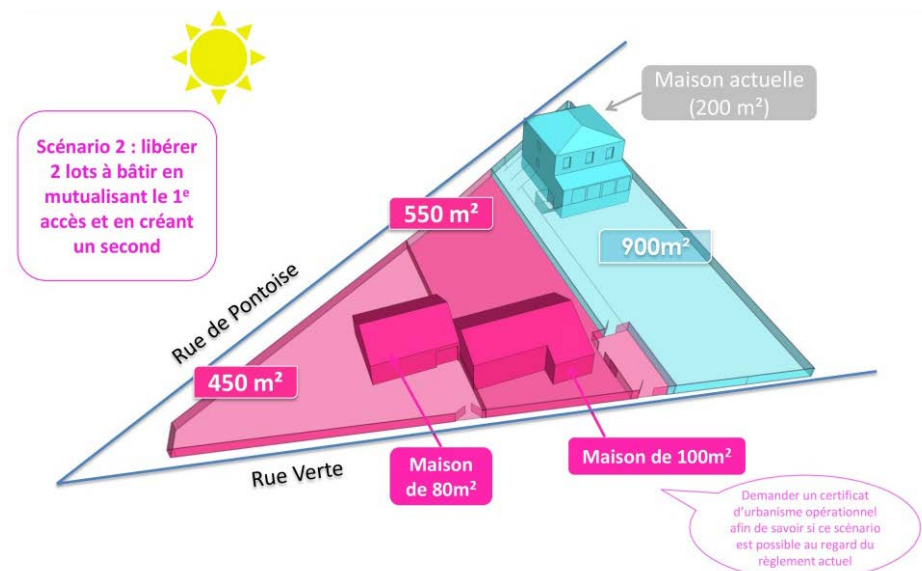 Maison actuelle
(200 m²)
Scénario 2 : libérer
2 lots à bâtir en
mutualisant le 1e
accès et en créant
un second
550 m²
900m²
Rue de Pontoise
450 m²
Rue Verte
Maison
de 80m²
Maison de 100m²
Demander un certificat
d'urbanisme opérationnel
afin de savoir si ce scénario
est possible au regard du
règlement actuel